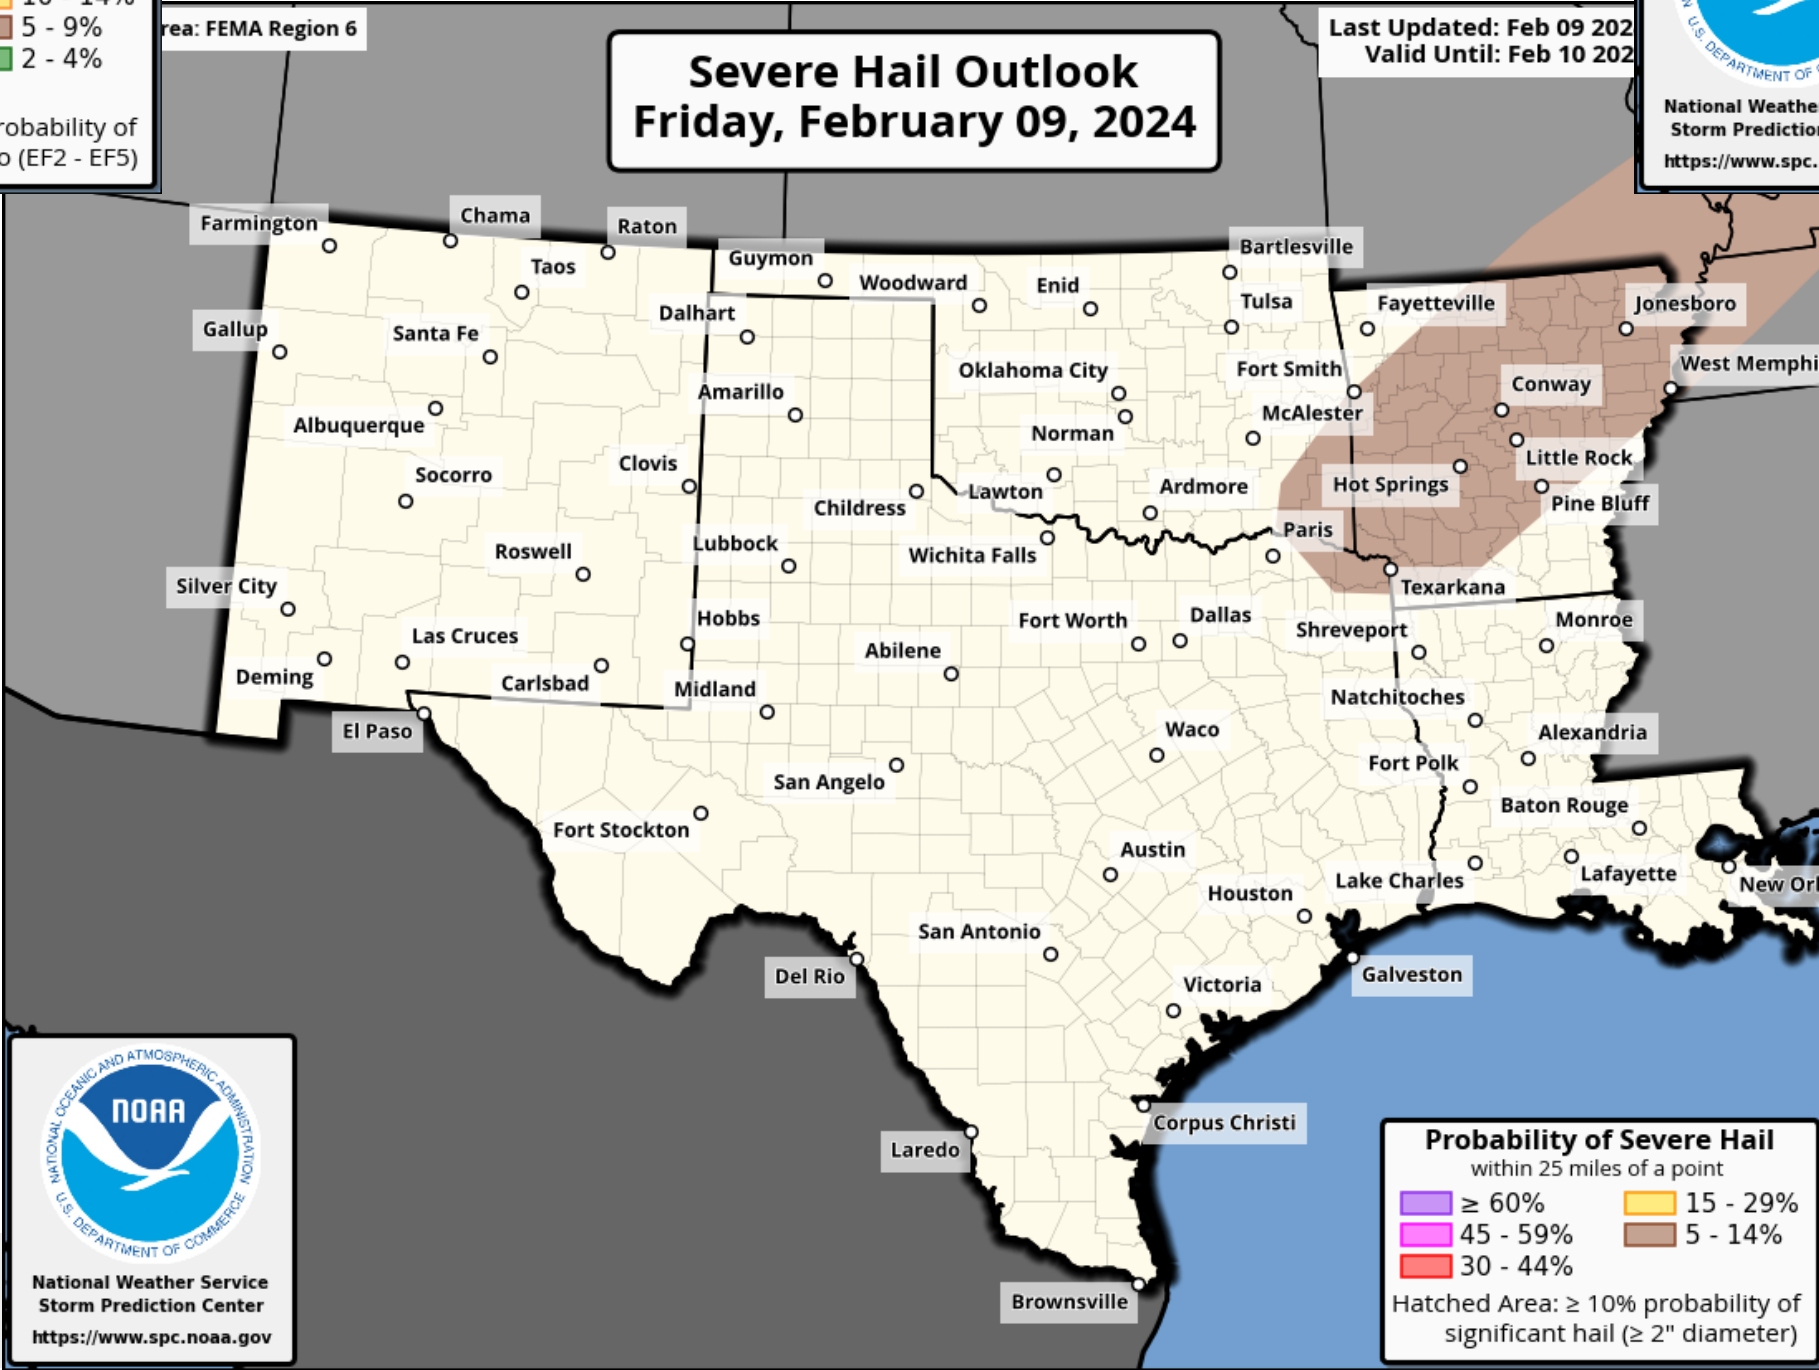 5 - 9%
2 - 4%
o (EF2 - EF5)
FEMA Region 6
Severe Hail Outlook
Friday, February 09, 2024
Last Updated: Feb 09
Valid Until: Feb 10
U.S. DEPARTMENT OF
National
Storm
https://www.spc.
Farmington
Chama
Raton
Taos
Guymon
Woodward
Enid
Bartlesville
Tulsa
Fayetteville
Jonesboro
Gallup
Santa Fe
Dalhart
Oklahoma City
Fort Smith
West
Conway
Amarillo
McAlester
Albuquerque
Norman
Little Rock
Socorro
Clovis
Childress
Lawton
Ardmore
Hot Springs
Pine Bluff
Roswell
Lubbock
Wichita Falls
Paris
Texarkana
Silver City
Hobbs
Fort Worth
Dallas
Shreveport
Monroe
Las Cruces
Abilene
Deming
Carlsbad
Midland
Natchitoches
El Paso
Waco
Alexandria
San Angelo
Fort Polk
Baton Rouge
Fort Stockton
Austin
Houston
Lake Charles
Lafayette
New
San Antonio
Del Rio
Victoria
Galveston
Corpus Christi
Laredo
Brownsville
NATIONAL OCEANIC AND ATMOSPHERIC ADMINISTRATION
NOAA
U.S. DEPARTMENT OF COMMERCE
National Weather Service
Storm Prediction Center
https://www.spc.noaa.gov
Probability of Severe Hail
within 25 miles of a point
≥ 60%
15 - 29%
45 - 59%
5 - 14%
30 - 44%
Hatched Area: ≥ 10% probability of
significant hail (≥ 2" diameter)